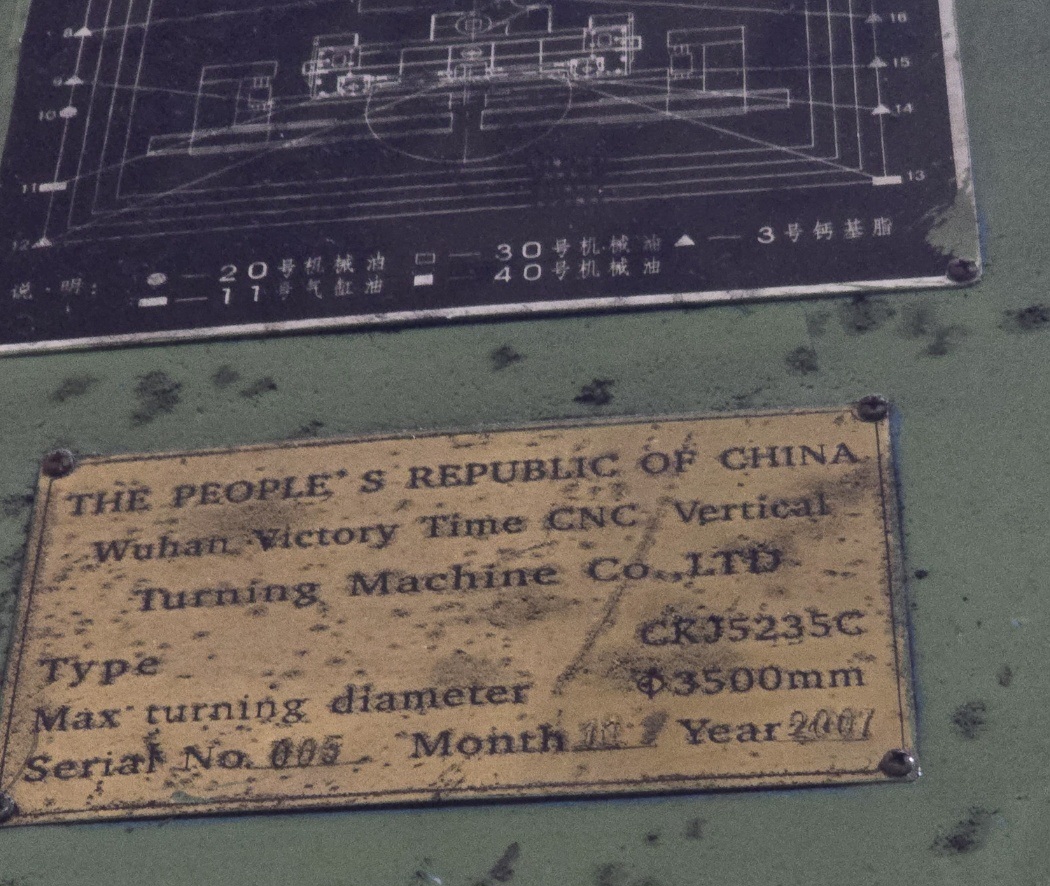 8
16
9
15
10
14
11
13
12
说·明: ⬬—20号机械油 ▭—30号机械油 ▲—3号钙基脂
▬—11号气缸油 ▬—40号机械油
THE PEOPLE'S REPUBLIC OF CHINA
Wuhan Victory Time CNC Vertical
Turning Machine Co.,LTD
Type CKJ5235C
Max turning diameter Φ3500mm
Serial No. 005 Month Year 2007